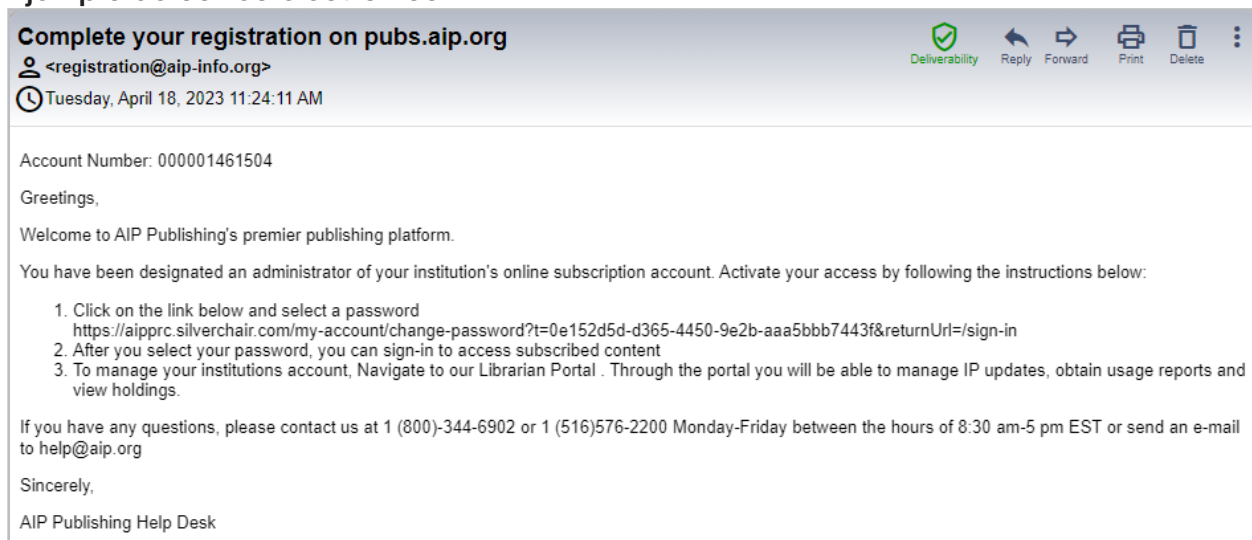 Complete your registration on pubs.aip.org
<registration@aip-info.org>
Tuesday, April 18, 2023 11:24:11 AM
Deliverability Reply Forward Print Delete
Account Number: 000001461504
Greetings,
Welcome to AIP Publishing's premier publishing platform.
You have been designated an administrator of your institution's online subscription account. Activate your access by following the instructions below:
1. Click on the link below and select a password
https://aipprc.silverchair.com/my-account/change-password?t=0e152d5d-d365-4450-9e2b-aaa5bbb7443f&returnUrl=/sign-in
2. After you select your password, you can sign-in to access subscribed content
3. To manage your institutions account, Navigate to our Librarian Portal . Through the portal you will be able to manage IP updates, obtain usage reports and
view holdings.
If you have any questions, please contact us at 1 (800)-344-6902 or 1 (516)576-2200 Monday-Friday between the hours of 8:30 am-5 pm EST or send an e-mail
to help@aip.org
Sincerely,
AIP Publishing Help Desk